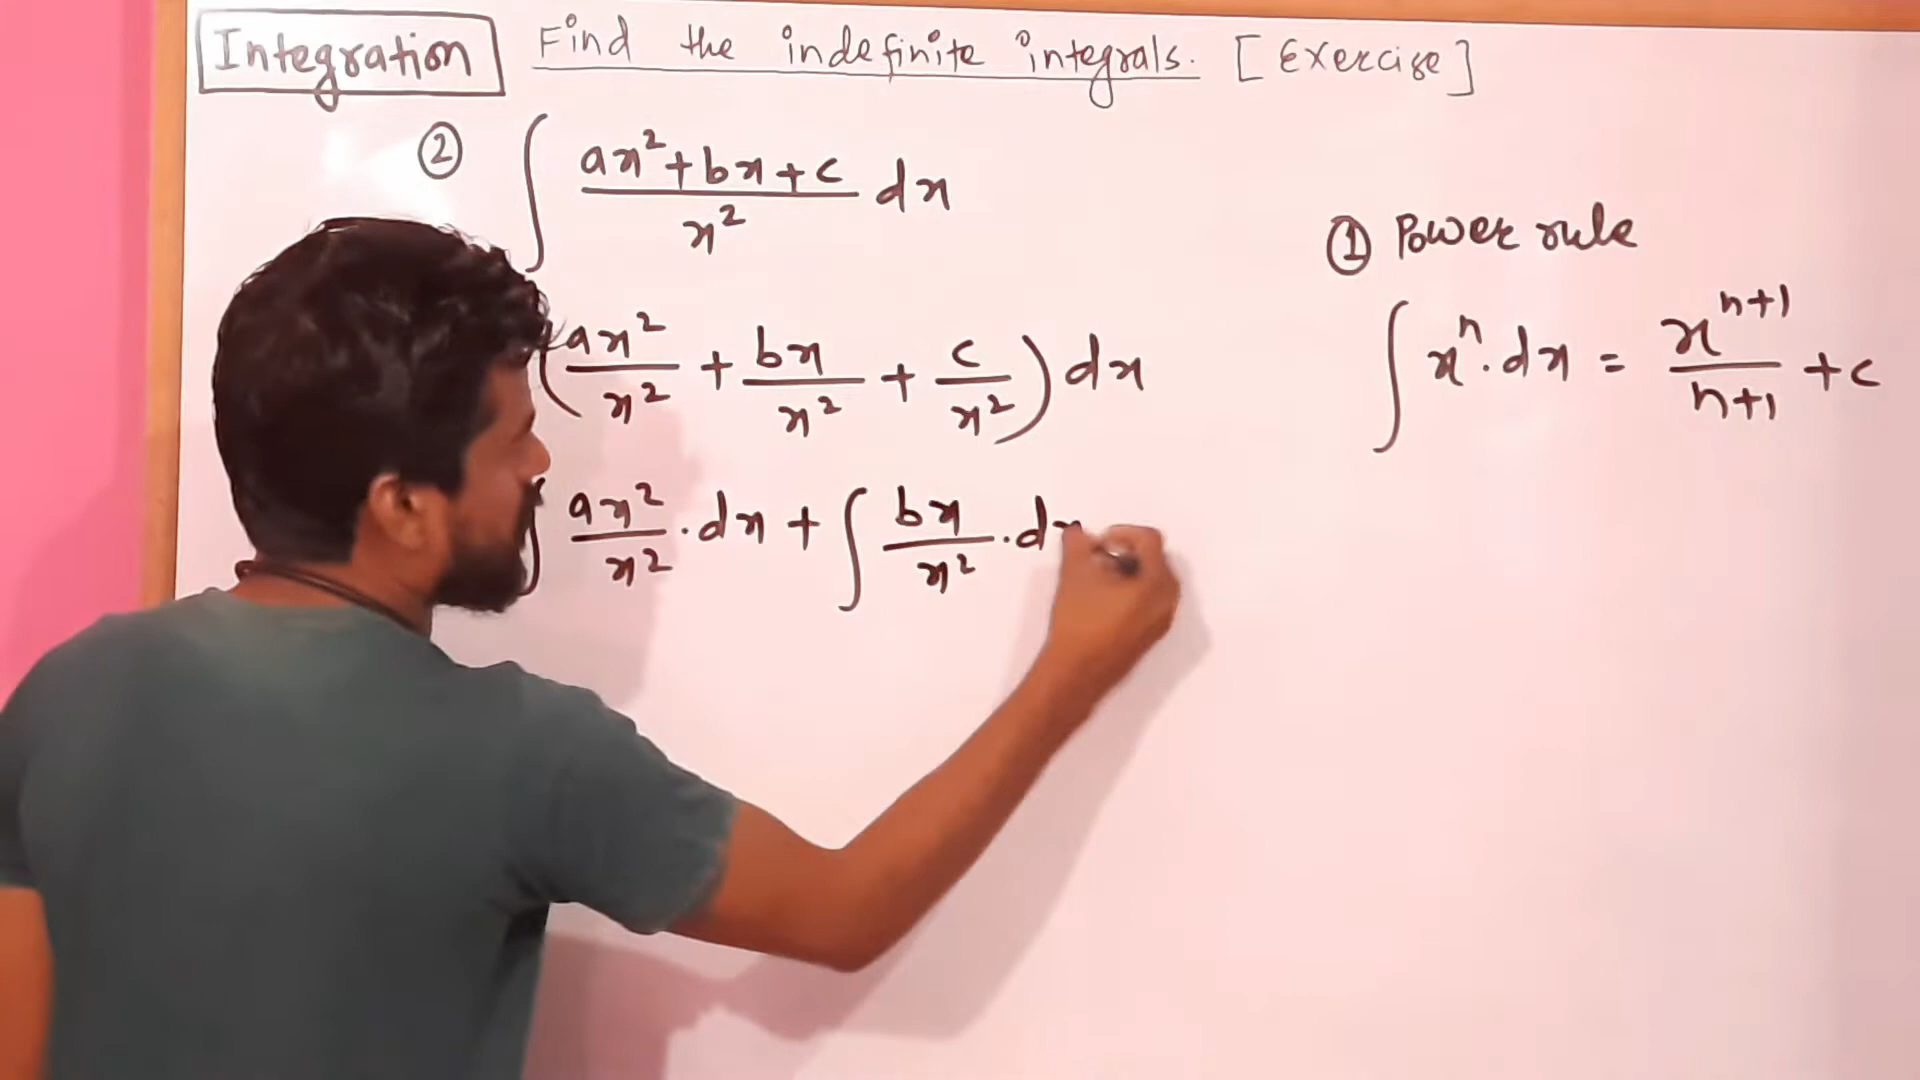 Integration Find the indefinite integrals. [Exercise]
② ∫ (ax²+bx+c)/x² dx
(ax²/x² + bx/x² + c/x²) dx
∫ ax²/x² . dx + ∫ bx/x² . dx
① Power rule
∫ xⁿ . dx = xⁿ⁺¹/(n+1) + c